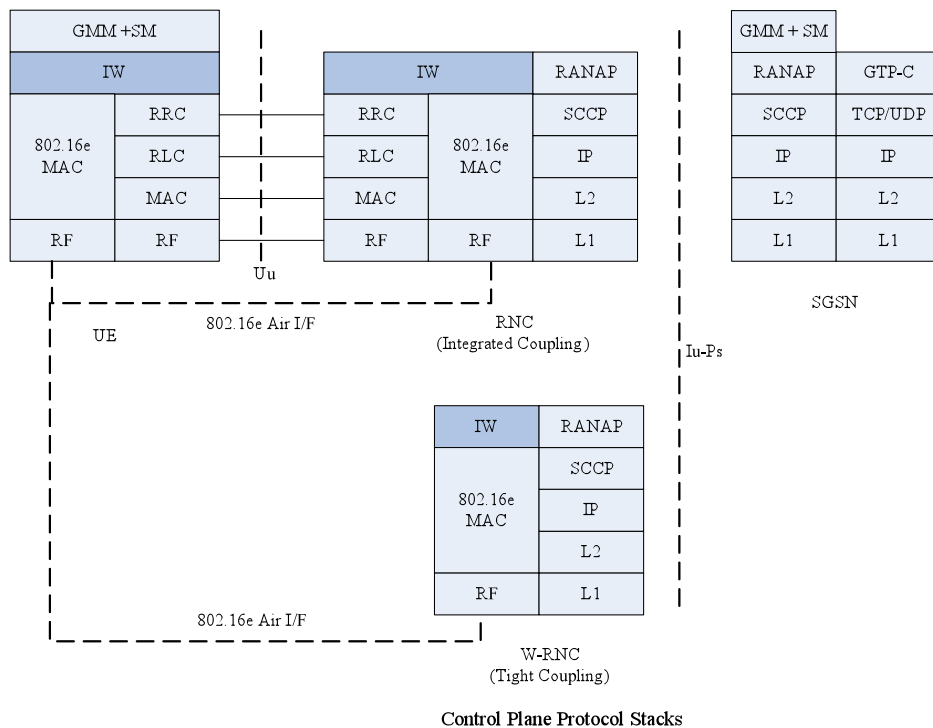 GMM +SM
IW
802.16e
MAC
RRC
RLC
MAC
RF
RF
Uu
IW
RANAP
RRC
RLC
MAC
802.16e
MAC
SCCP
IP
L2
RF
RF
L1
GMM + SM
RANAP
GTP-C
SCCP
TCP/UDP
IP
IP
L2
L2
L1
L1
SGSN
802.16e Air I/F
UE
RNC
(Integrated Coupling)
Iu-Ps
IW
RANAP
802.16e
MAC
SCCP
IP
L2
RF
L1
802.16e Air I/F
W-RNC
(Tight Coupling)
Control Plane Protocol Stacks